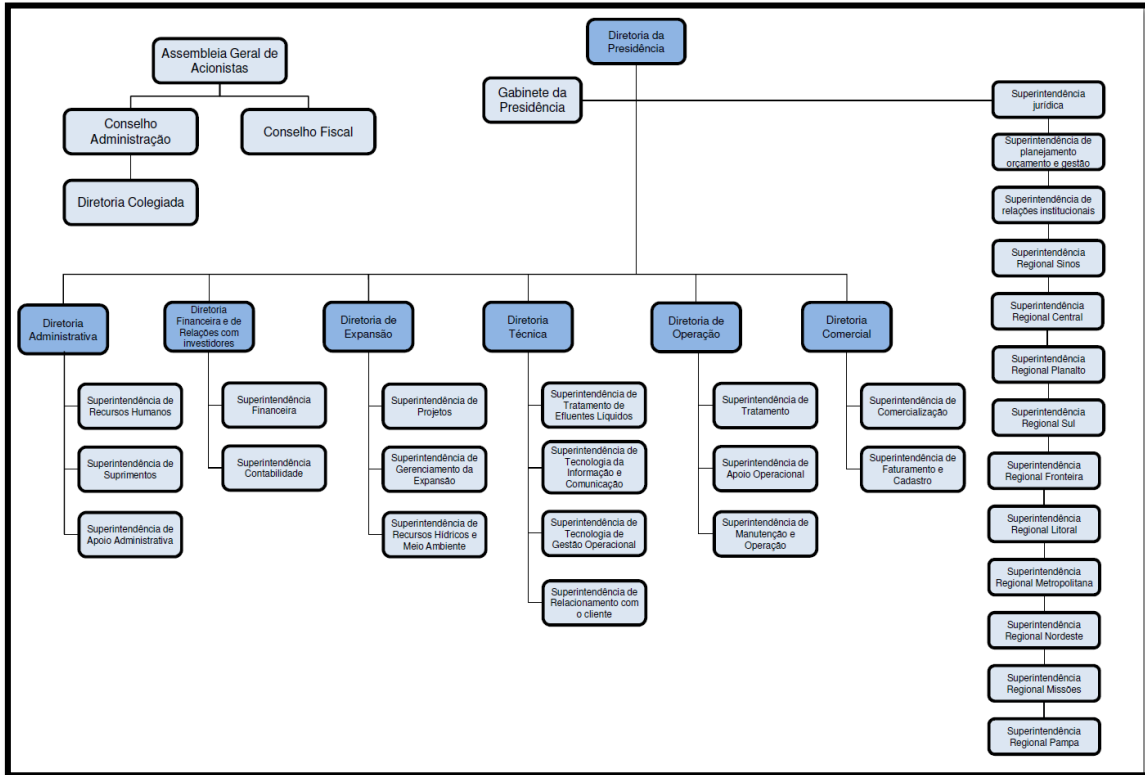 Assembleia Geral de
Acionistas
Conselho
Administração
Conselho Fiscal
Diretoria Colegiada
Diretoria da
Presidência
Gabinete da
Presidência
Diretoria
Administrativa
Superintendência de
Recursos Humanos
Superintendência de
Suprimentos
Superintendência de
Apoio Administrativa
Diretoria
Financeira e de
Relações com
investidores
Superintendência
Financeira
Superintendência
Contabilidade
Diretoria de
Expansão
Superintendência de
Projetos
Superintendência de
Gerenciamento da
Expansão
Superintendência de
Recursos Hídricos e
Meio Ambiente
Diretoria
Técnica
Superintendência de
Tratamento de
Efluentes Líquidos
Superintendência de
Tecnologia da
Informação e
Comunicação
Superintendência de
Tecnologia de
Gestão Operacional
Superintendência de
Relacionamento com
o cliente
Diretoria de
Operação
Superintendência de
Tratamento
Superintendência de
Apoio Operacional
Superintendência de
Manutenção e
Operação
Diretoria
Comercial
Superintendência de
Comercialização
Superintendência de
Faturamento e
Cadastro
Superintendência
jurídica
Superintendência de
planejamento
orçamento e gestão
Superintendência de
relações institucionais
Superintendência
Regional Sinos
Superintendência
Regional Central
Superintendência
Regional Planalto
Superintendência
Regional Sul
Superintendência
Regional Fronteira
Superintendência
Regional Litoral
Superintendência
Regional Metropolitana
Superintendência
Regional Nordeste
Superintendência
Regional Missões
Superintendência
Regional Pampa